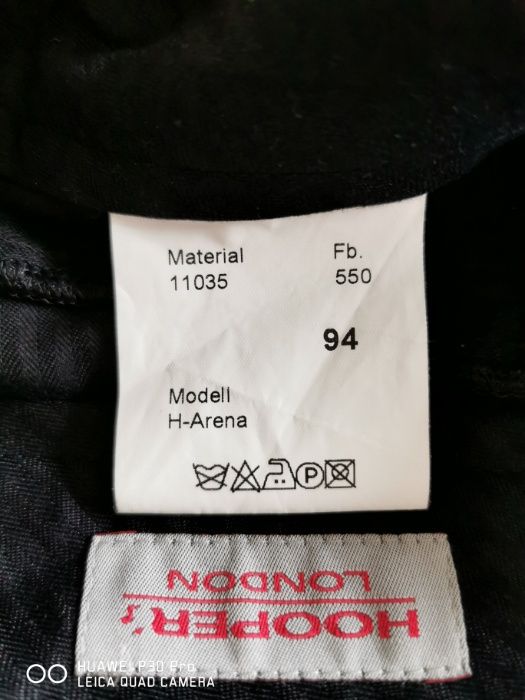 Material
11035
Fb.
550
94
Modell
H-Arena
P
HOOPER's
LONDON
HUAWEI P30 Pro
LEICA QUAD CAMERA